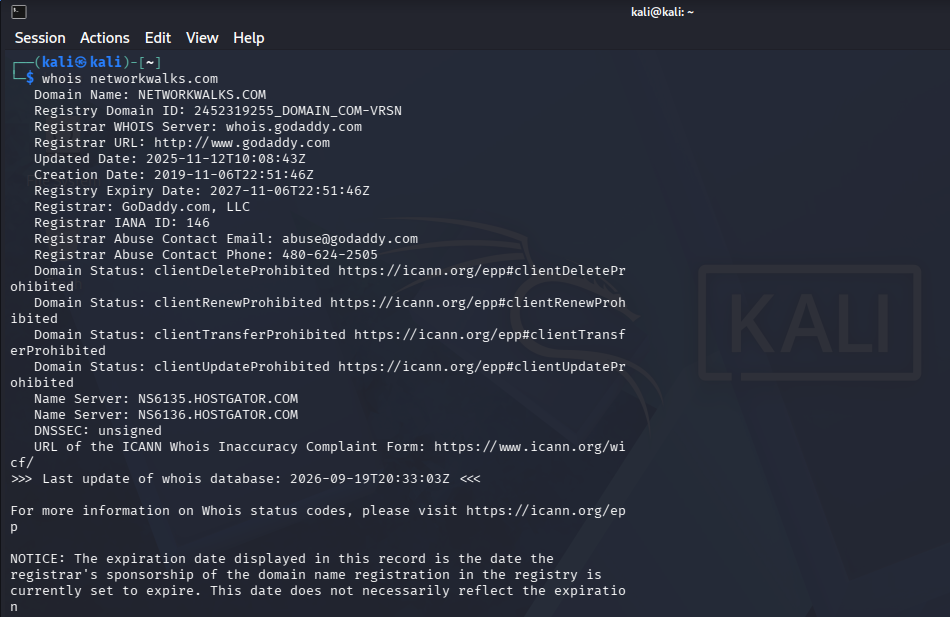 kali@kali: ~
Session Actions Edit View Help
┌──(kali㉿kali)-[~]
└─$ whois networkwalks.com
Domain Name: NETWORKWALKS.COM
Registry Domain ID: 2452319255_DOMAIN_COM-VRSN
Registrar WHOIS Server: whois.godaddy.com
Registrar URL: http://www.godaddy.com
Updated Date: 2025-11-12T10:08:43Z
Creation Date: 2019-11-06T22:51:46Z
Registry Expiry Date: 2027-11-06T22:51:46Z
Registrar: GoDaddy.com, LLC
Registrar IANA ID: 146
Registrar Abuse Contact Email: abuse@godaddy.com
Registrar Abuse Contact Phone: 480-624-2505
Domain Status: clientDeleteProhibited https://icann.org/epp#clientDeletePr
ohibited
Domain Status: clientRenewProhibited https://icann.org/epp#clientRenewProh
ibited
Domain Status: clientTransferProhibited https://icann.org/epp#clientTransf
erProhibited
Domain Status: clientUpdateProhibited https://icann.org/epp#clientUpdatePr
ohibited
Name Server: NS6135.HOSTGATOR.COM
Name Server: NS6136.HOSTGATOR.COM
DNSSEC: unsigned
URL of the ICANN Whois Inaccuracy Complaint Form: https://www.icann.org/wi
cf/
>>> Last update of whois database: 2026-09-19T20:33:03Z <<<
For more information on Whois status codes, please visit https://icann.org/ep
p
NOTICE: The expiration date displayed in this record is the date the
registrar's sponsorship of the domain name registration in the registry is
currently set to expire. This date does not necessarily reflect the expiratio
n
KALI